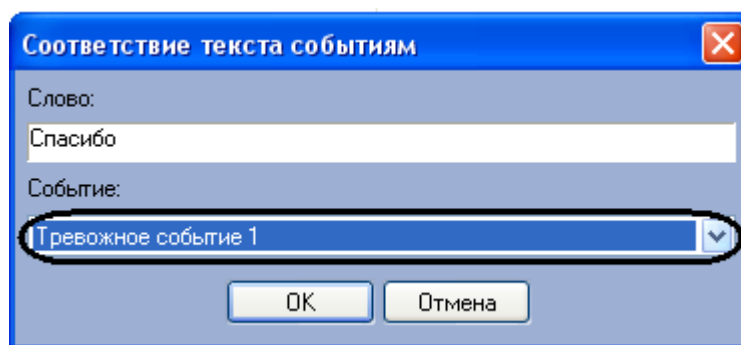 Соответствие текста событиям
Слово:
Спасибо
Событие:
Тревожное событие 1
OK
Отмена